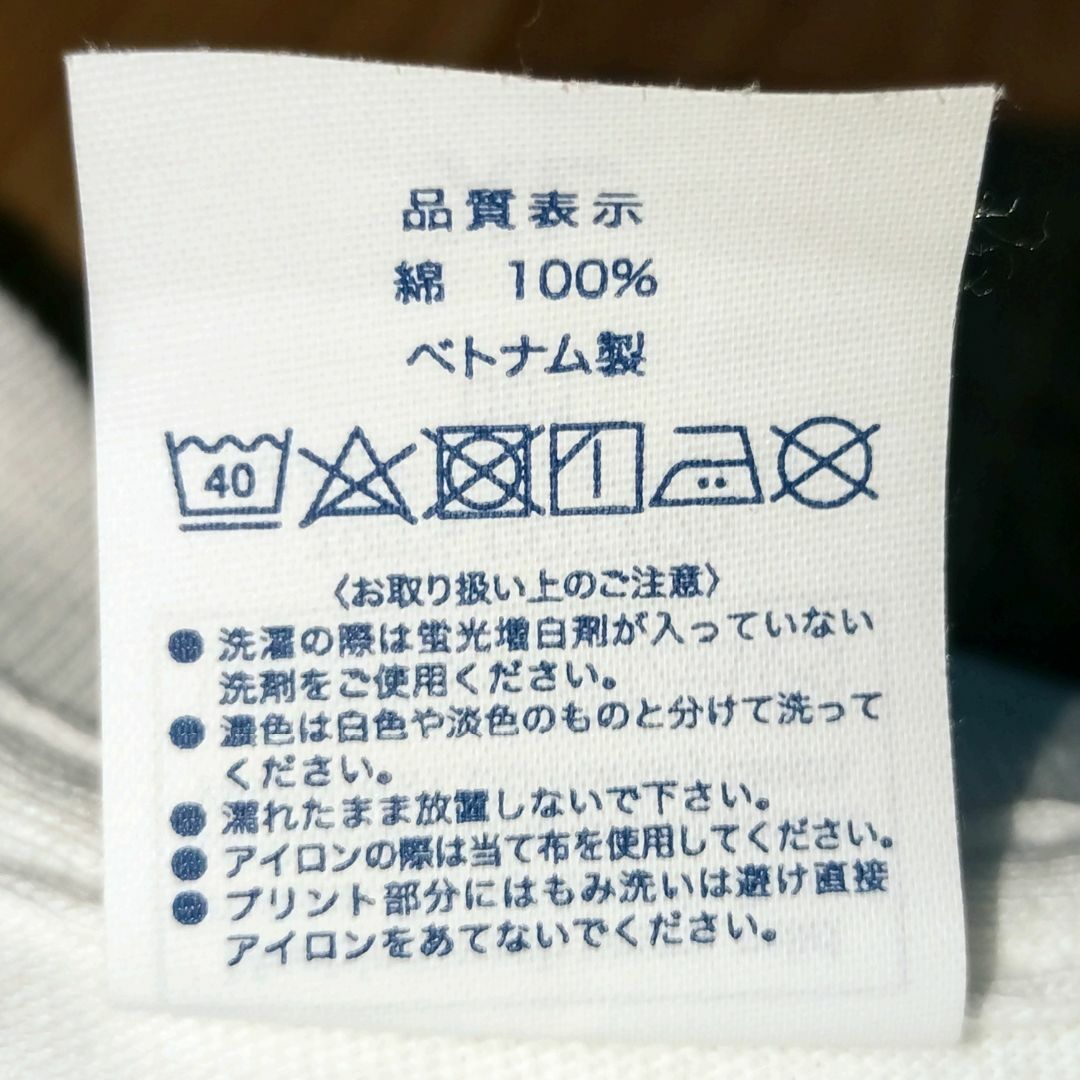 品質表示
綿 100%
ベトナム製
40
〈お取り扱い上のご注意〉
●洗濯の際は蛍光増白剤が入っていない
洗剤をご使用ください。
●濃色は白色や淡色のものと分けて洗って
ください。
●濡れたまま放置しないで下さい。
●アイロンの際は当て布を使用してください。
●プリント部分にはもみ洗いは避け直接
アイロンをあてないでください。